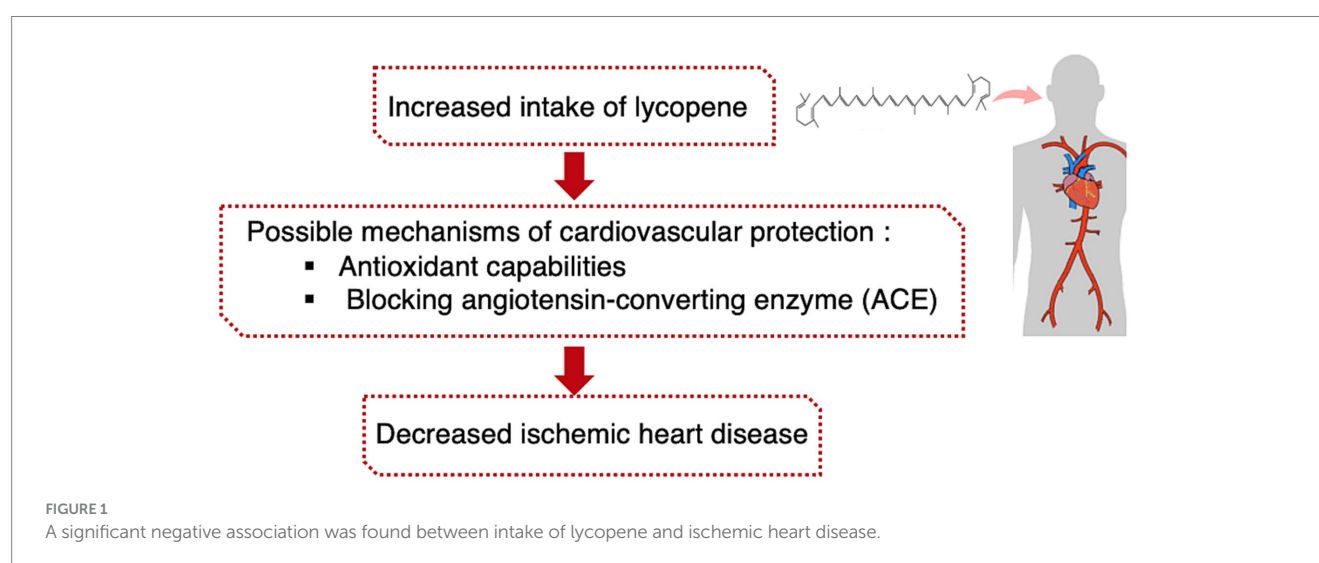 Increased intake of lycopene
Possible mechanisms of cardiovascular protection :
▪ Antioxidant capabilities
▪ Blocking angiotensin-converting enzyme (ACE)
Decreased ischemic heart disease
FIGURE 1
A significant negative association was found between intake of lycopene and ischemic heart disease.